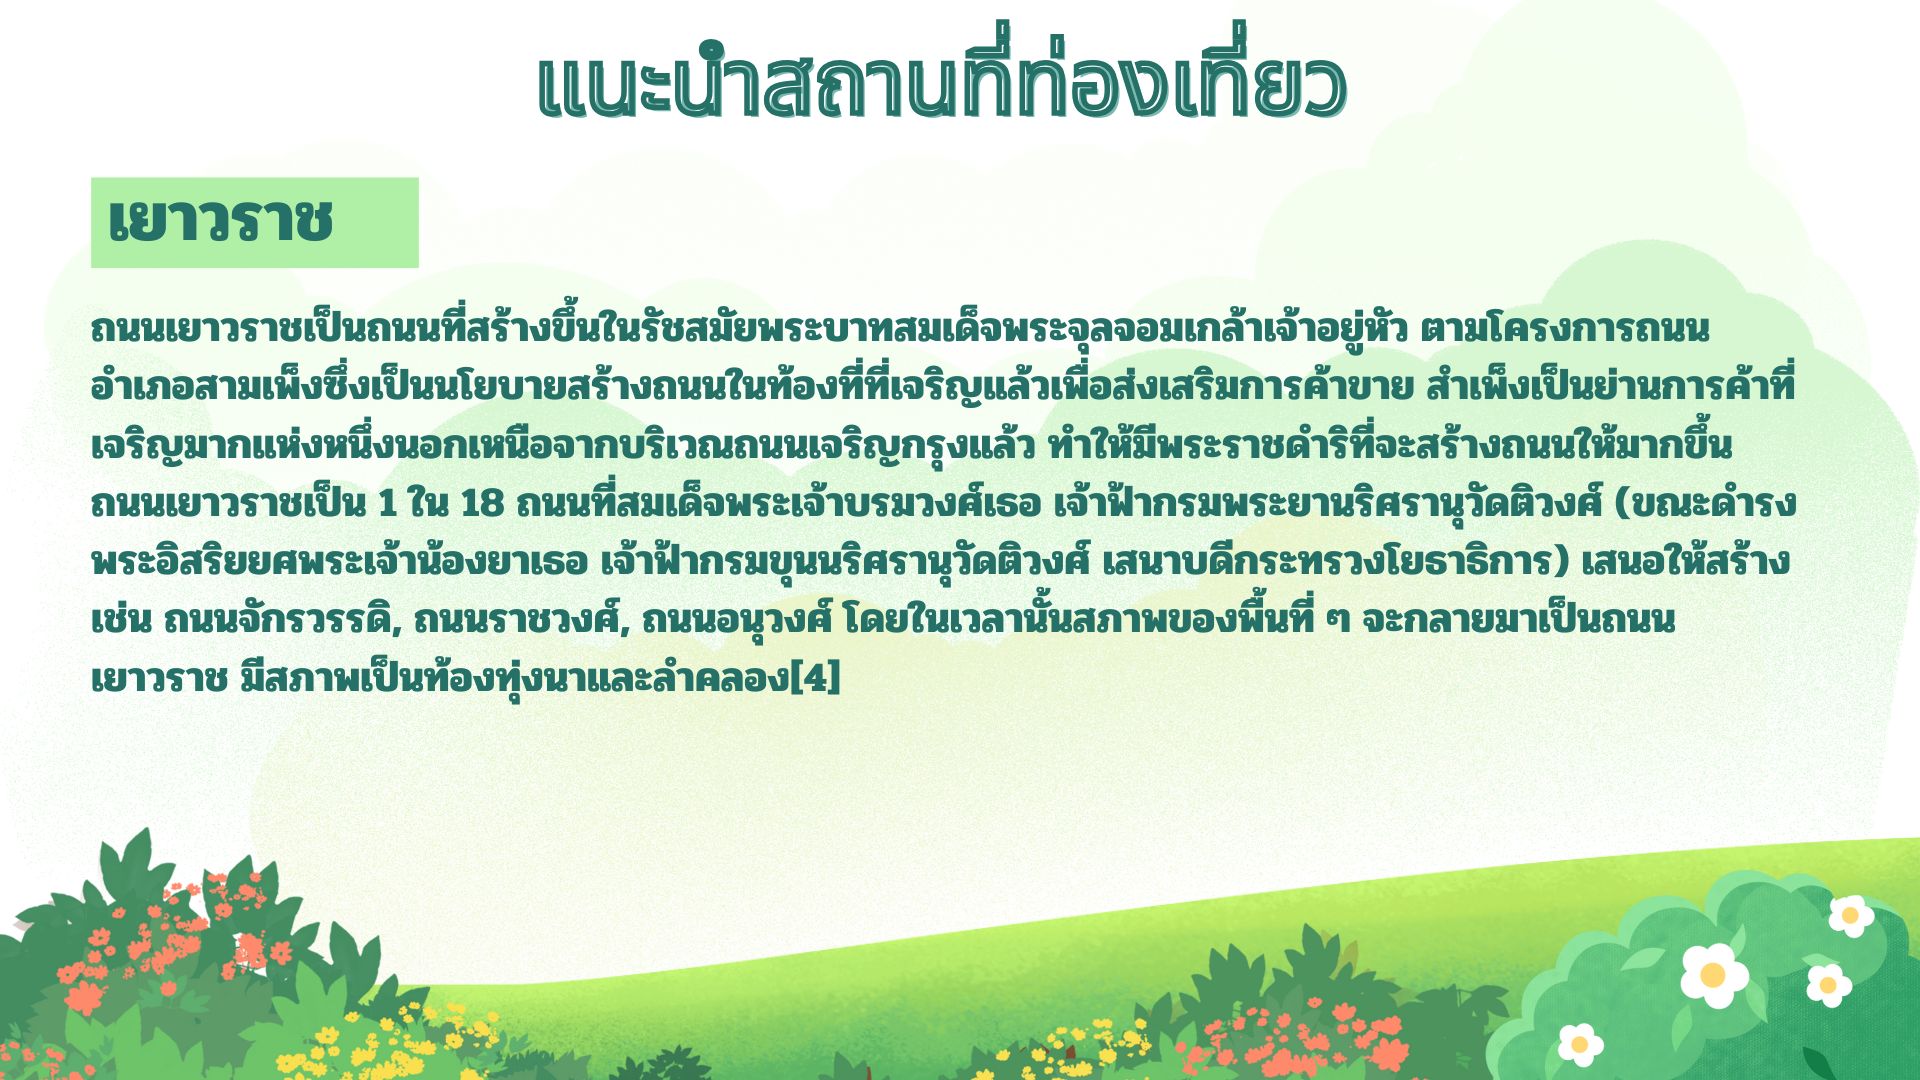 แนะนำสถานที่ท่องเที่ยว
เยาวราช
ถนนเยาวราชเป็นถนนที่สร้างขึ้นในรัชสมัยพระบาทสมเด็จพระจุลจอมเกล้าเจ้าอยู่หัว ตามโครงการถนน
อำเภอสามเพ็งซึ่งเป็นนโยบายสร้างถนนในท้องที่ที่เจริญแล้วเพื่อส่งเสริมการค้าขาย สำเพ็งเป็นย่านการค้าที่
เจริญมากแห่งหนึ่งนอกเหนือจากบริเวณถนนเจริญกรุงแล้ว ทำให้มีพระราชดำริที่จะสร้างถนนให้มากขึ้น
ถนนเยาวราชเป็น 1 ใน 18 ถนนที่สมเด็จพระเจ้าบรมวงศ์เธอ เจ้าฟ้ากรมพระยานริศรานุวัดติวงศ์ (ขณะดำรง
พระอิสริยยศพระเจ้าน้องยาเธอ เจ้าฟ้ากรมขุนนริศรานุวัดติวงศ์ เสนาบดีกระทรวงโยธาธิการ) เสนอให้สร้าง
เช่น ถนนจักรวรรดิ, ถนนราชวงศ์, ถนนอนุวงศ์ โดยในเวลานั้นสภาพของพื้นที่ ๆ จะกลายมาเป็นถนน
เยาวราช มีสภาพเป็นท้องทุ่งนาและลำคลอง[4]